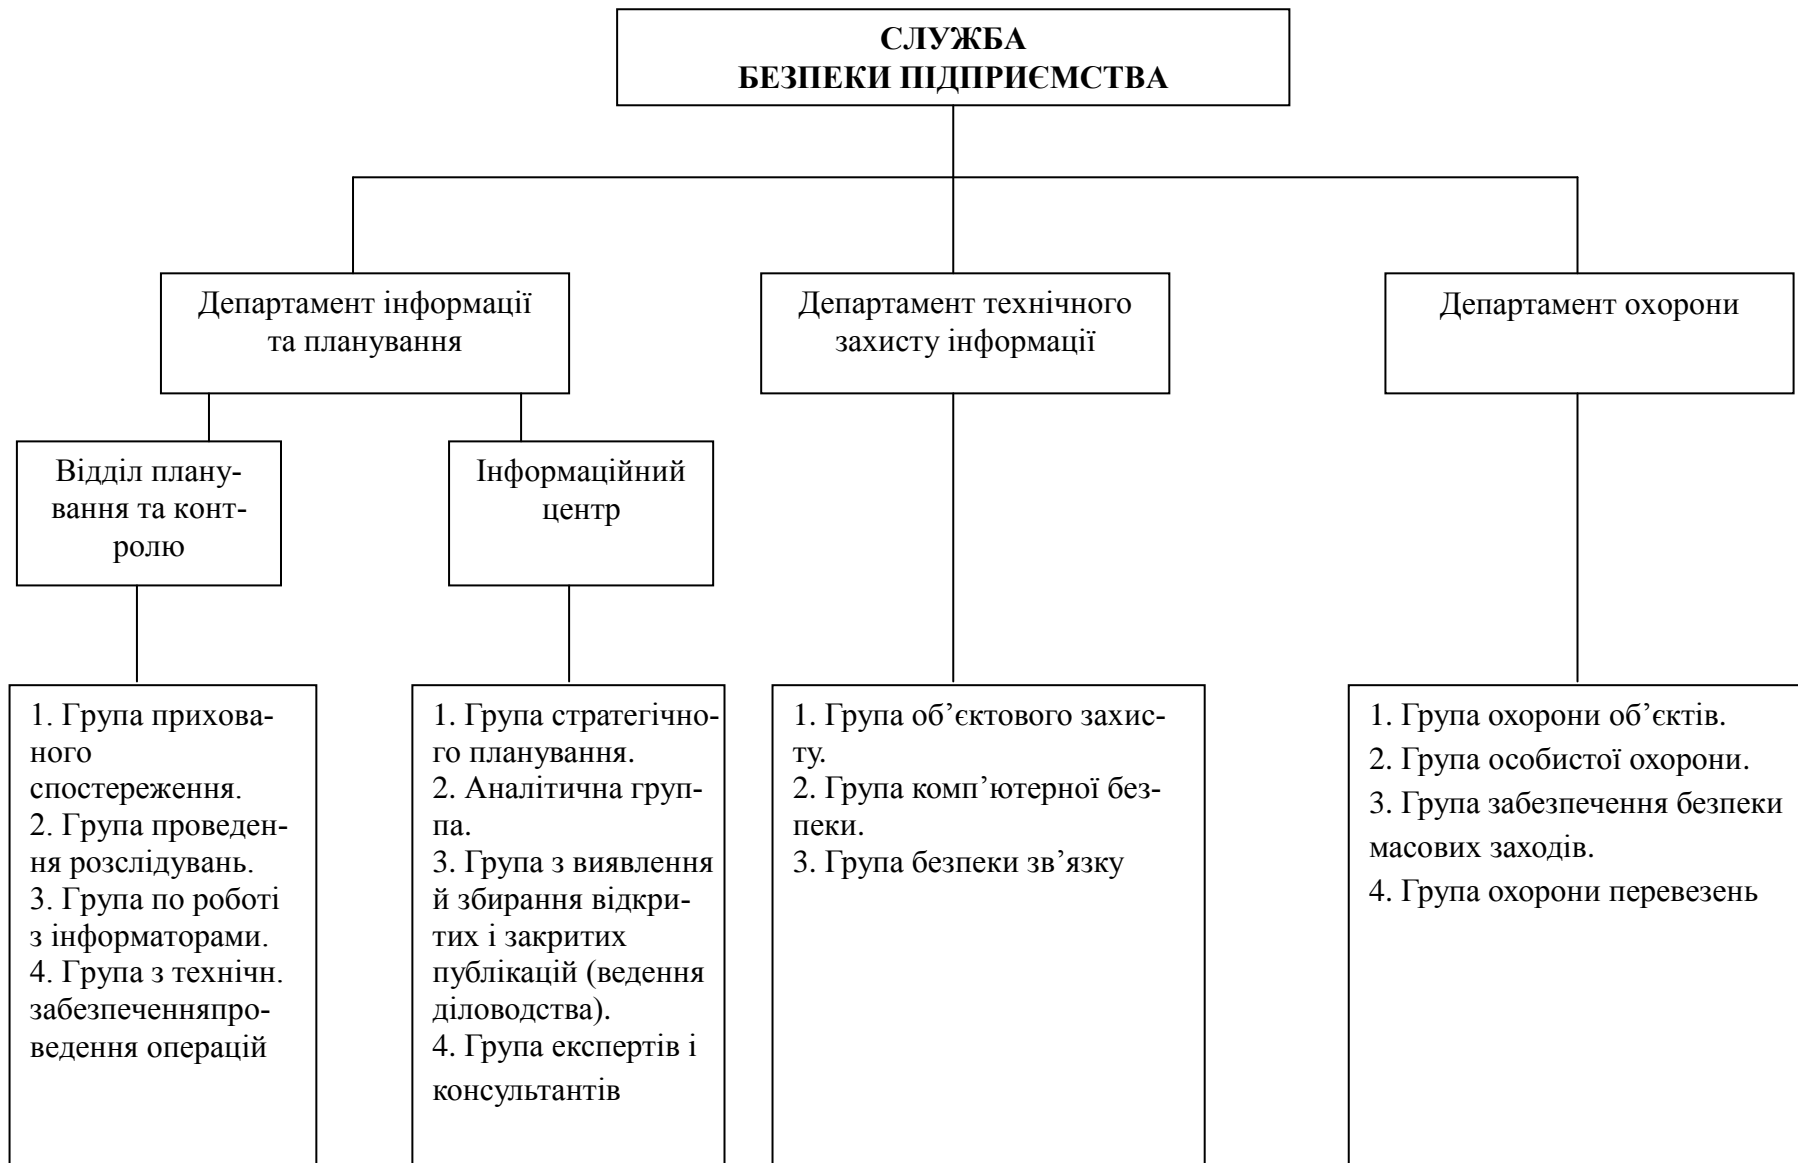 СЛУЖБА
БЕЗПЕКИ ПІДПРИЄМСТВА
Департамент інформації
та планування
Департамент технічного
захисту інформації
Департамент охорони
Відділ плану-
вання та конт-
ролю
Інформаційний
центр
1. Група прихова-
ного
спостереження.
2. Група проведен-
ня розслідувань.
3. Група по роботі
з інформаторами.
4. Група з технічн.
забезпеченняпро-
ведення операцій
1. Група стратегічно-
го планування.
2. Аналітична груп-
па.
3. Група з виявлення
й збирання відкри-
тих і закритих
публікацій (ведення
діловодства).
4. Група експертів і
консультантів
1. Група об’єктового захис-
ту.
2. Група комп’ютерної без-
пеки.
3. Група безпеки зв’язку
1. Група охорони об’єктів.
2. Група особистої охорони.
3. Група забезпечення безпеки
масових заходів.
4. Група охорони перевезень